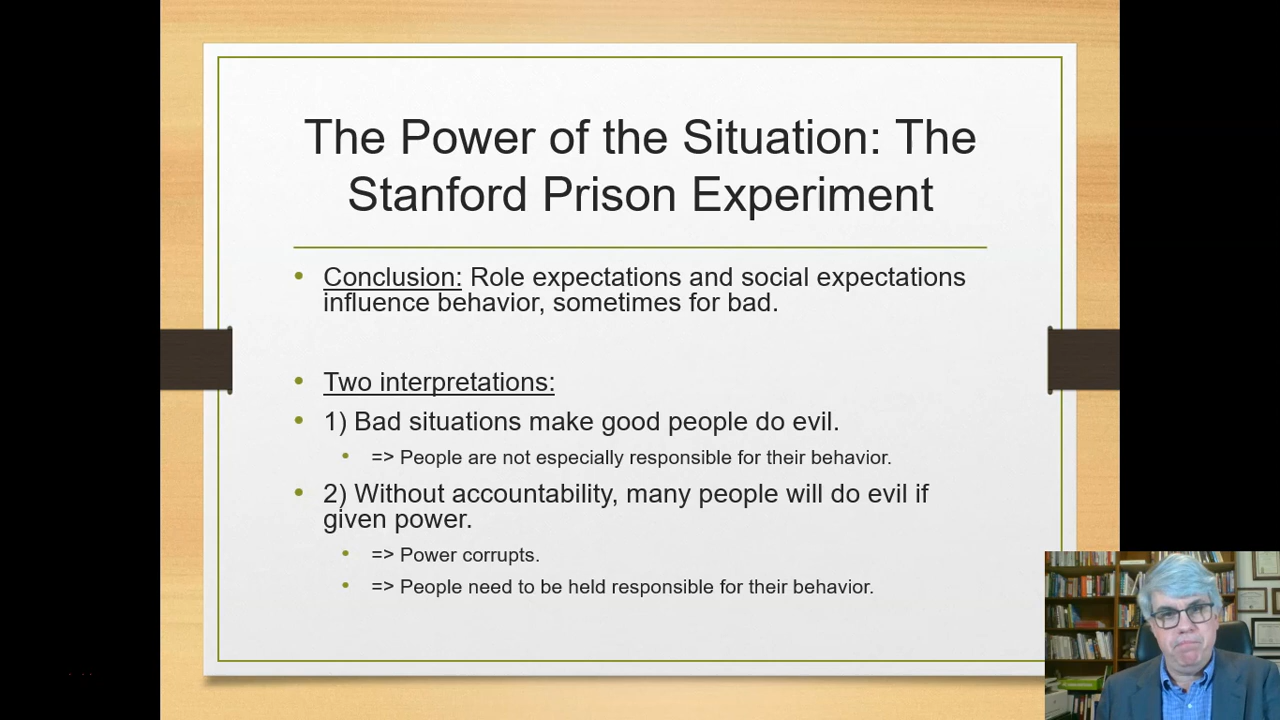 The Power of the Situation: The
Stanford Prison Experiment
• Conclusion: Role expectations and social expectations
influence behavior, sometimes for bad.
• Two interpretations:
• 1) Bad situations make good people do evil.
• => People are not especially responsible for their behavior.
• 2) Without accountability, many people will do evil if
given power.
• => Power corrupts.
• => People need to be held responsible for their behavior.